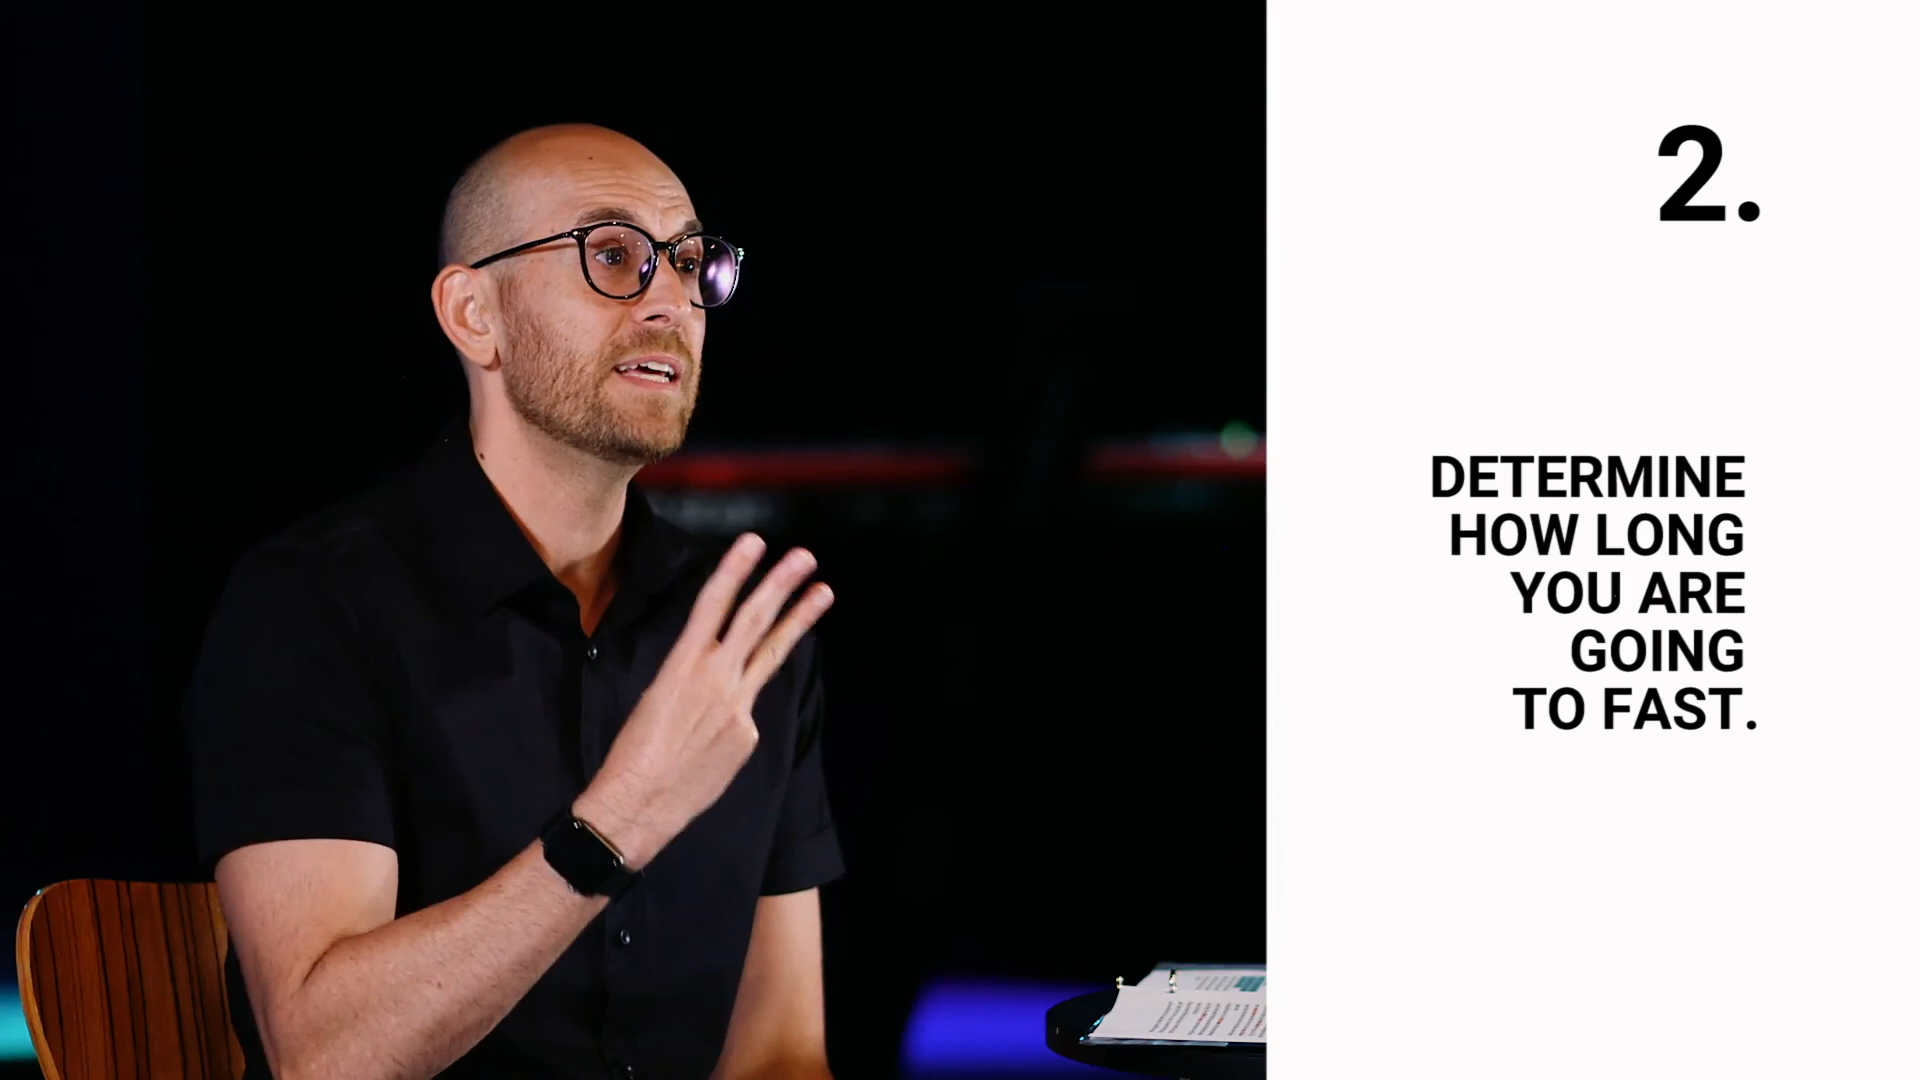 2.
DETERMINE
HOW LONG
YOU ARE
GOING
TO FAST.